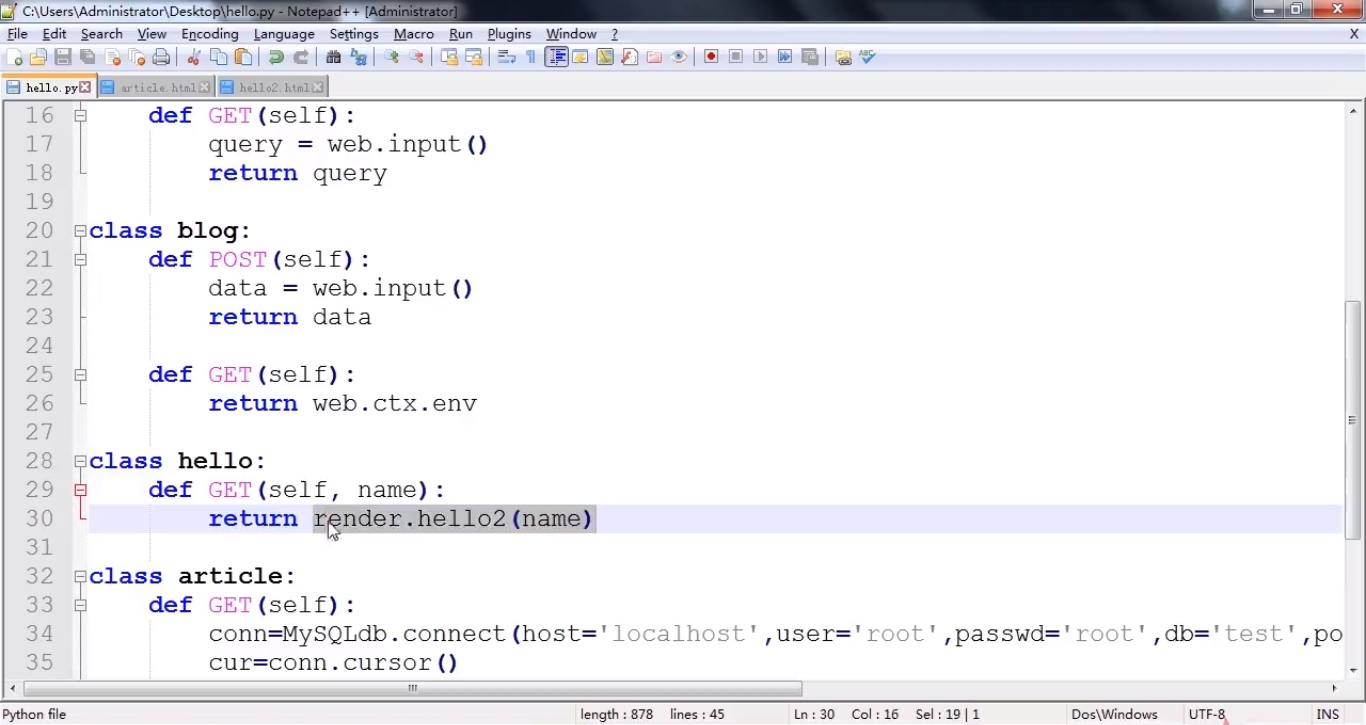 C:\Users\Administrator\Desktop\hello.py - Notepad++ [Administrator]
File Edit Search View Encoding Language Settings Macro Run Plugins Window ? X
hello.py article.html hello2.html
16 def GET(self):
17 query = web.input()
18 return query
19
20 class blog:
21 def POST(self):
22 data = web.input()
23 return data
24
25 def GET(self):
26 return web.ctx.env
27
28 class hello:
29 def GET(self, name):
30 return render.hello2(name)
31
32 class article:
33 def GET(self):
34 conn=MySQLdb.connect(host='localhost',user='root',passwd='root',db='test',po
35 cur=conn.cursor()
Python file length : 878 lines : 45 Ln : 30 Col : 16 Sel : 19 | 1 Dos\Windows UTF-8 INS